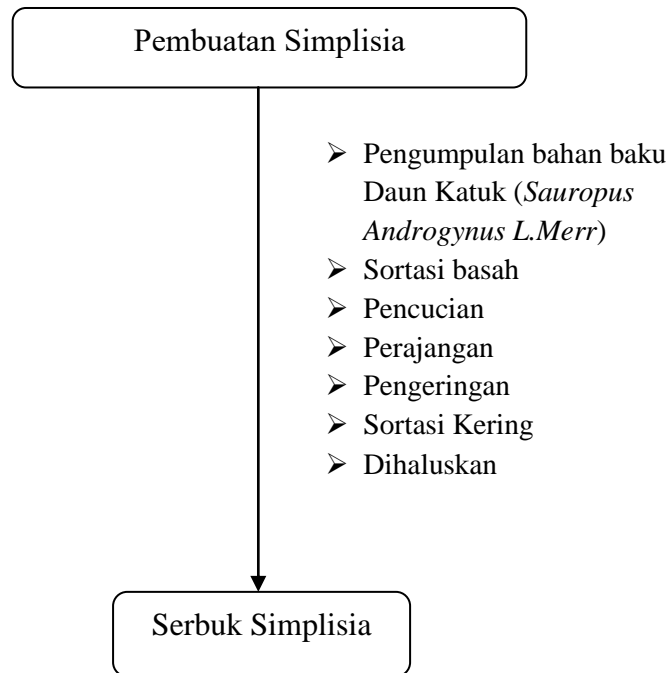 Pembuatan Simplisia
➢ Pengumpulan bahan baku
Daun Katuk (Sauropus
Androgynus L.Merr)
➢ Sortasi basah
➢ Pencucian
➢ Perajangan
➢ Pengeringan
➢ Sortasi Kering
➢ Dihaluskan
Serbuk Simplisia